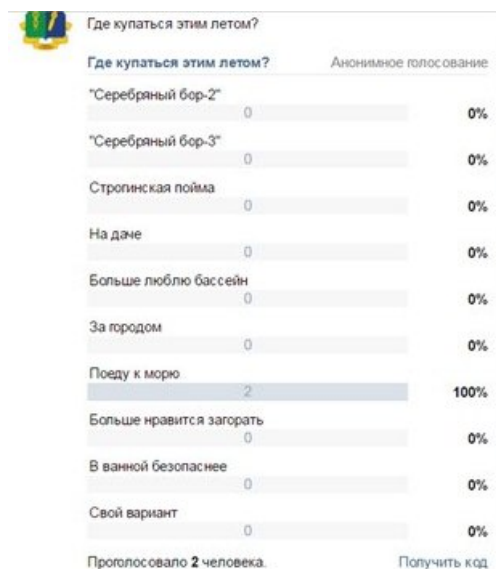 Где купаться этим летом?
Где купаться этим летом? Анонимное голосование
"Серебряный бор-2"
0 0%
"Серебряный бор-3"
0 0%
Строгинская пойма
0 0%
На даче
0 0%
Больше люблю бассейн
0 0%
За городом
0 0%
Поеду к морю
2 100%
Больше нравится загорать
0 0%
В ванной безопаснее
0 0%
Свой вариант
0 0%
Проголосовало 2 человека. Получить код